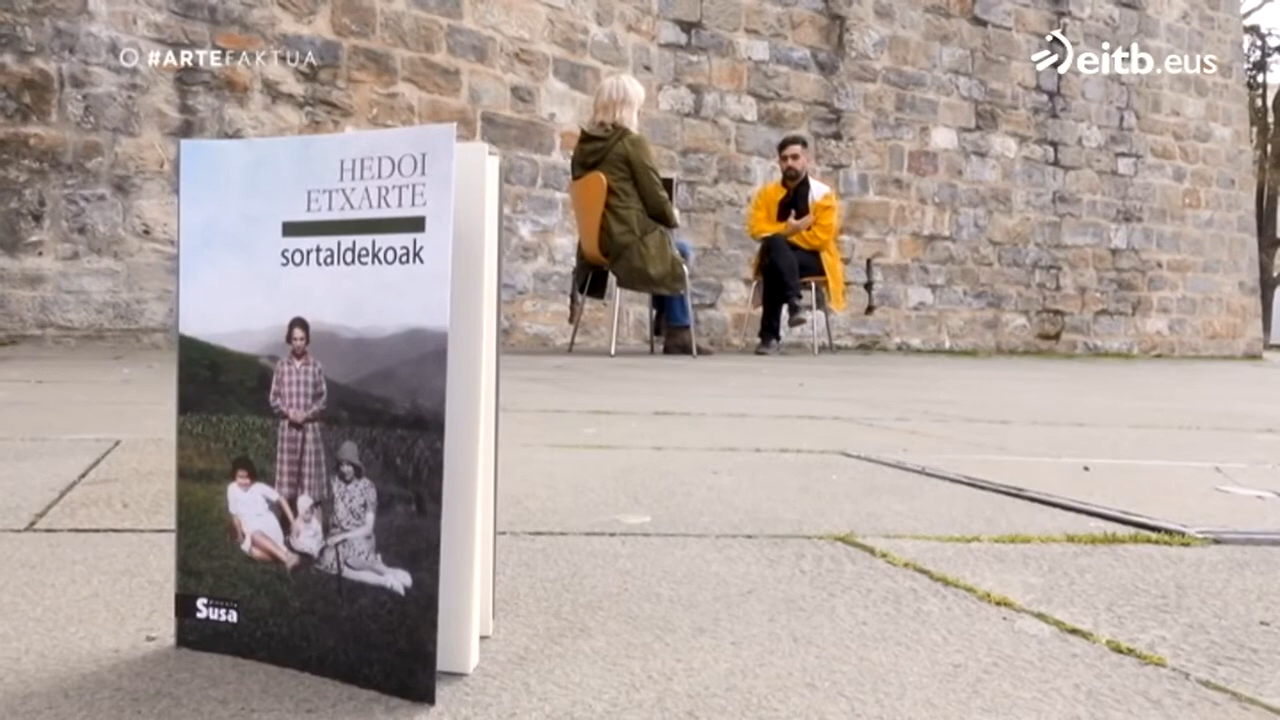 #ARTEFAKTUA
eitb.eus
HEDOI
ETXARTE
sortaldekoak
Susa